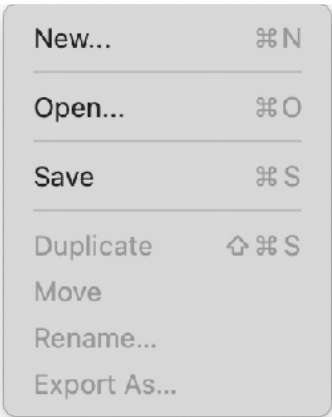 New... ⌘N
Open... ⌘O
Save ⌘S
Duplicate ⇧⌘S
Move
Rename...
Export As...